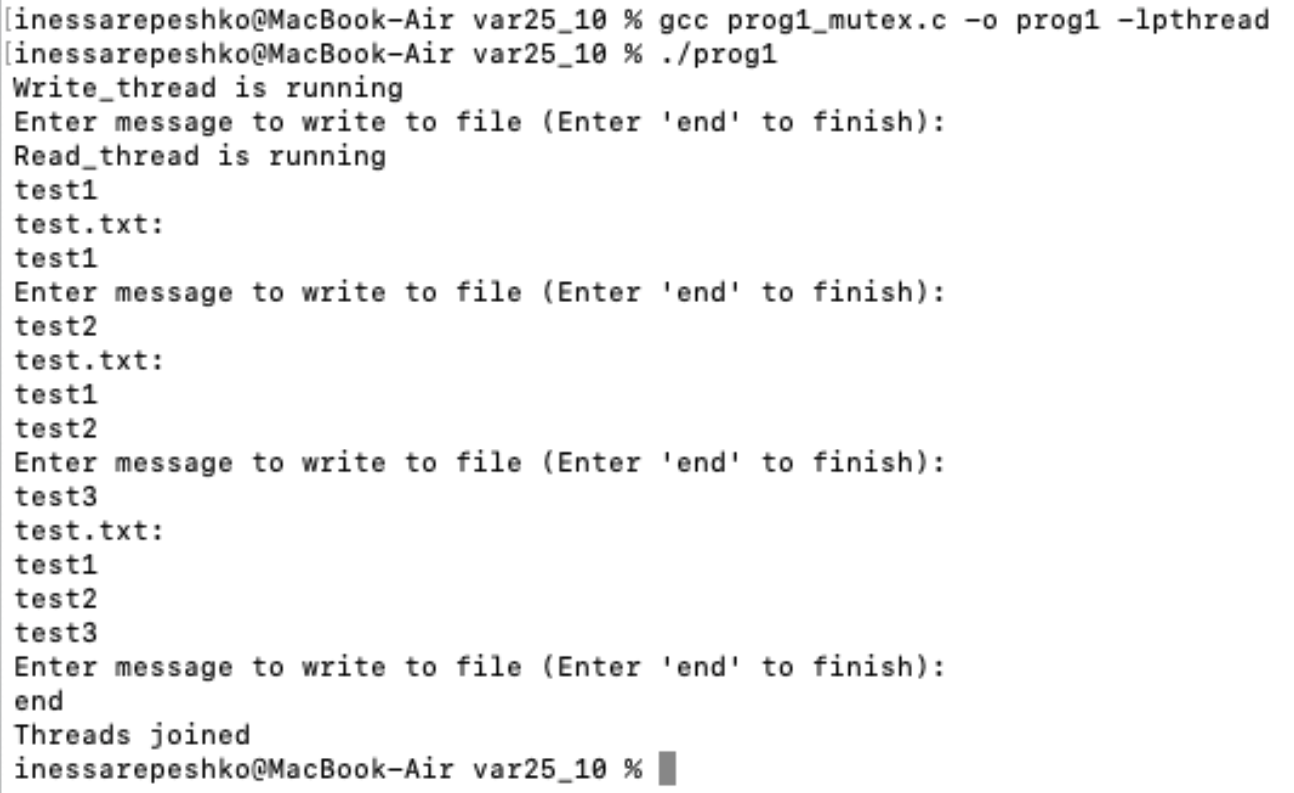 [inessarepeshko@MacBook-Air var25_10 % gcc prog1_mutex.c -o prog1 -lpthread
[inessarepeshko@MacBook-Air var25_10 % ./prog1
Write_thread is running
Enter message to write to file (Enter 'end' to finish):
Read_thread is running
test1
test.txt:
test1
Enter message to write to file (Enter 'end' to finish):
test2
test.txt:
test1
test2
Enter message to write to file (Enter 'end' to finish):
test3
test.txt:
test1
test2
test3
Enter message to write to file (Enter 'end' to finish):
end
Threads joined
inessarepeshko@MacBook-Air var25_10 %